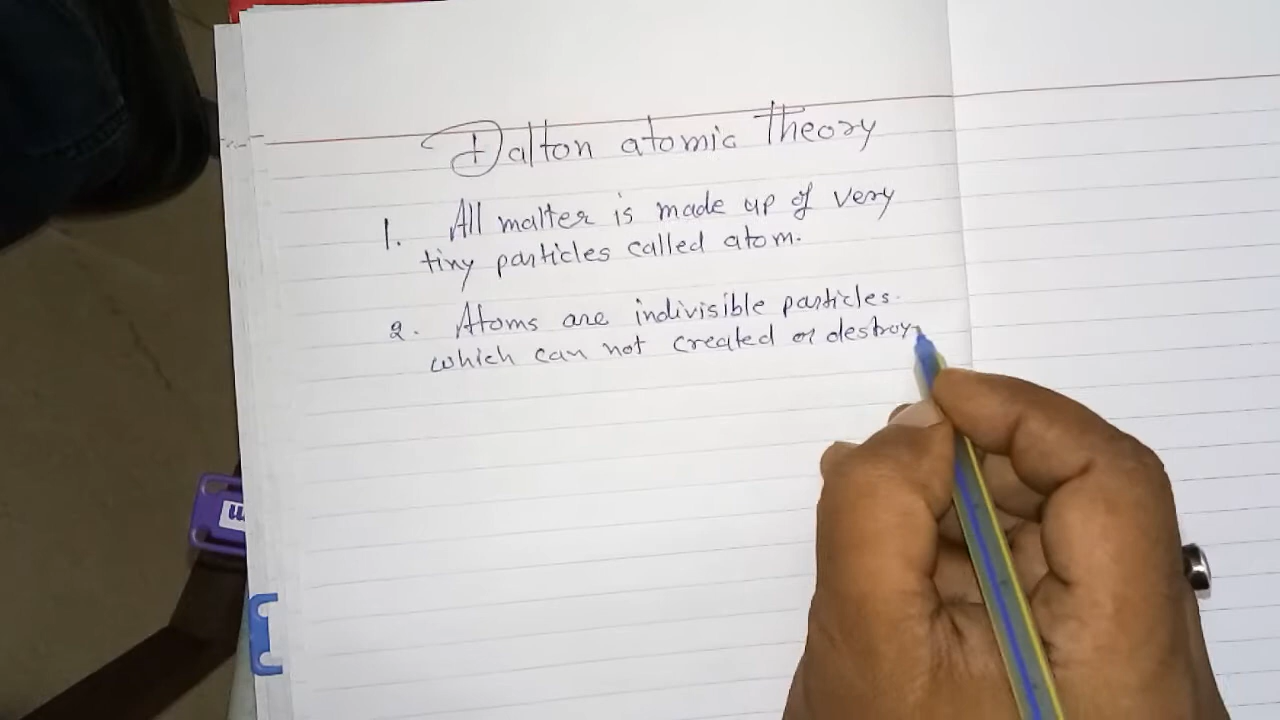 Dalton atomic Theory
1. All matter is made up of very
tiny particles called atom.
2. Atoms are indivisible particles.
which can not created or destroy